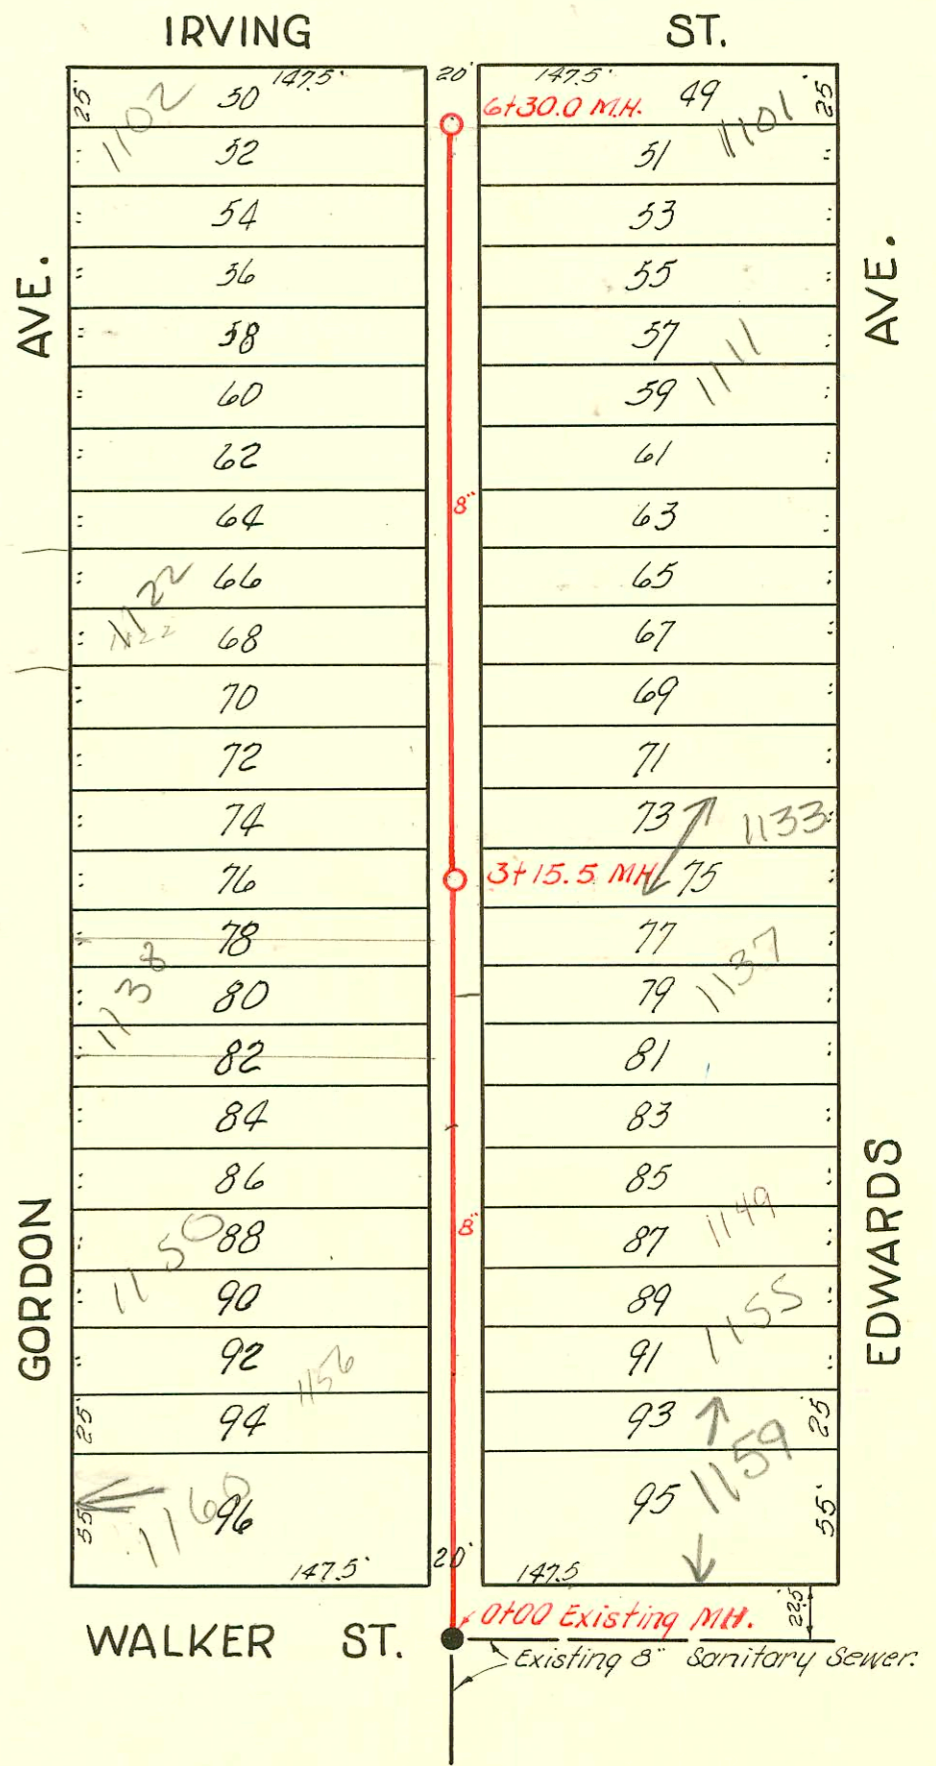 IRVING ST.
25' 147.5' 20' 147.5' 25'
50 49
1102 1101
6+30.0 M.H.
52 51
54 53
56 55
AVE. AVE.
58 57
1111
60 59
62 61
8"
64 63
66 65
1122
1122
68 67
70 69
72 71
74 73 1133
76 3+15.5 MH. 75
78 77
1138 1137
80 79
82 81
84 83
86 85
1149
8"
1150 88 87
GORDON EDWARDS
90 89
1155
92 91
1156
25' 94 93 25
1159
55' 1160 96 95 55'
147.5' 20' 147.5
22.5'
0+00 Existing MH.
WALKER ST.
Existing 8" Sanitary Sewer.